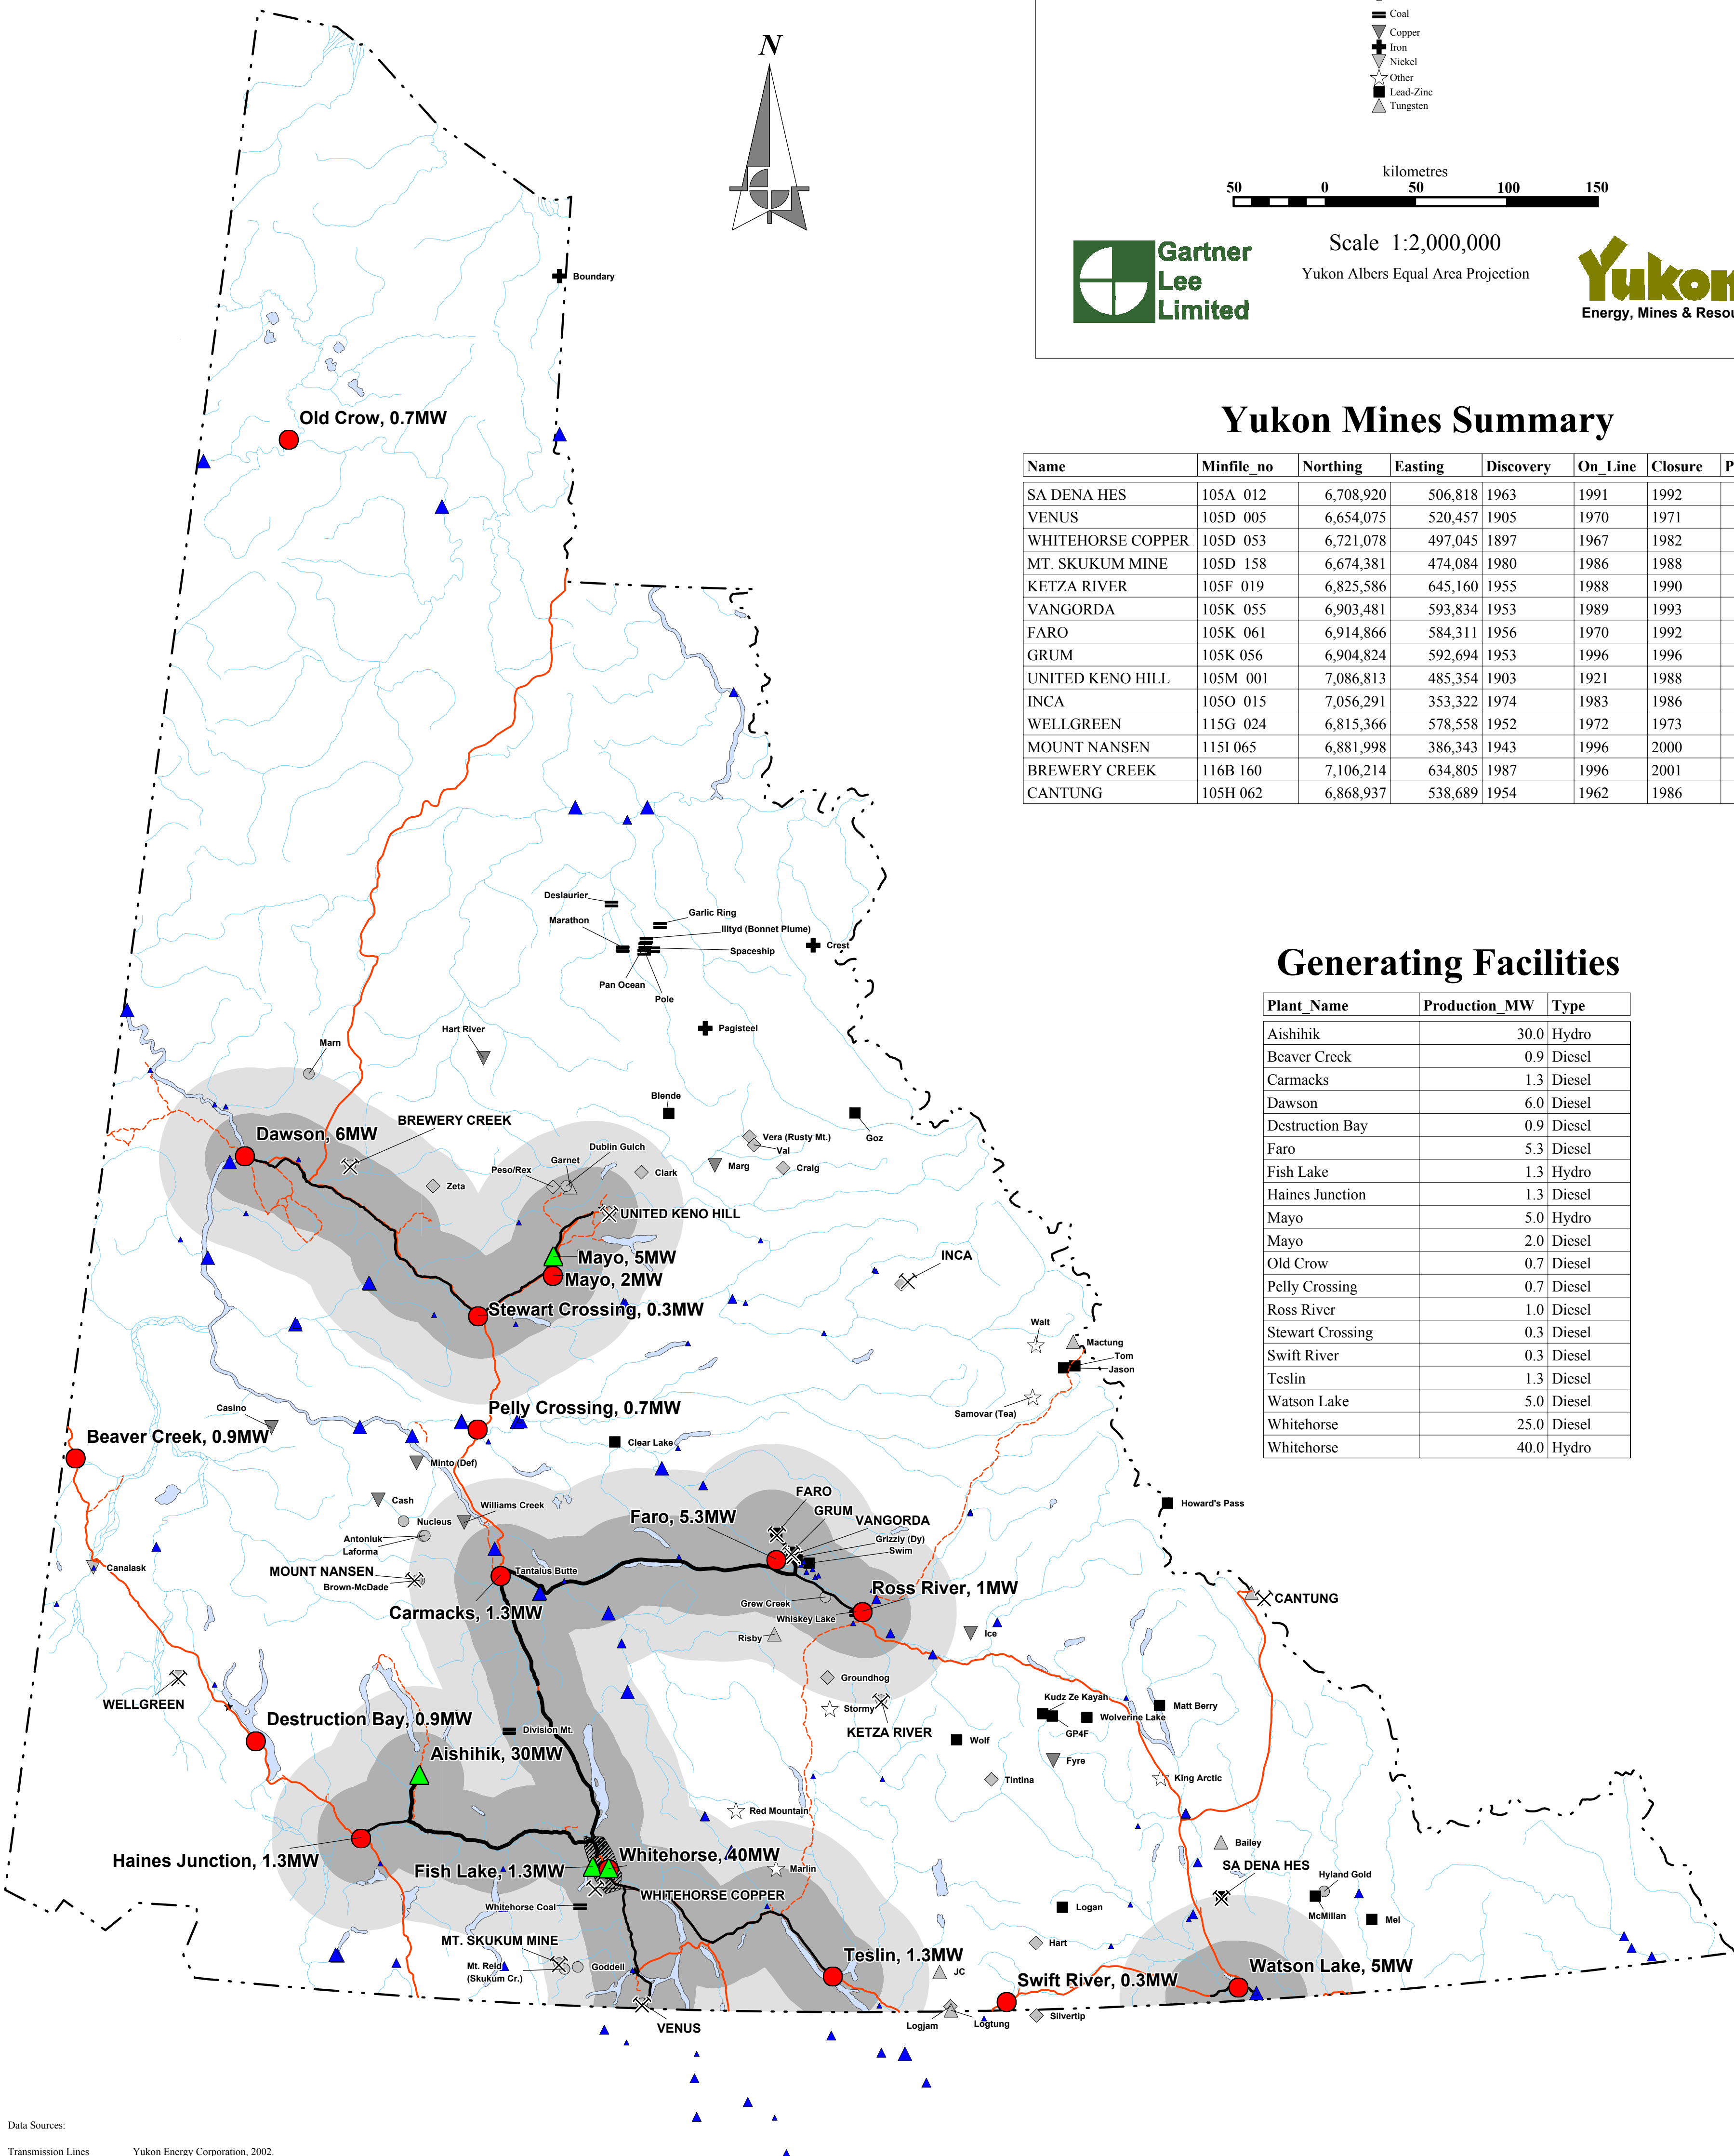 N
Coal
Copper
Iron
Nickel
Other
Lead-Zinc
Tungsten
kilometres
50 0 50 100 150
Scale 1:2,000,000
Yukon Albers Equal Area Projection
Gartner
Lee
Limited
Yukon
Energy, Mines & Resou
Yukon Mines Summary
Name Minfile_no Northing Easting Discovery On_Line Closure P
SA DENA HES 105A 012 6,708,920 506,818 1963 1991 1992
VENUS 105D 005 6,654,075 520,457 1905 1970 1971
WHITEHORSE COPPER 105D 053 6,721,078 497,045 1897 1967 1982
MT. SKUKUM MINE 105D 158 6,674,381 474,084 1980 1986 1988
KETZA RIVER 105F 019 6,825,586 645,160 1955 1988 1990
VANGORDA 105K 055 6,903,481 593,834 1953 1989 1993
FARO 105K 061 6,914,866 584,311 1956 1970 1992
GRUM 105K 056 6,904,824 592,694 1953 1996 1996
UNITED KENO HILL 105M 001 7,086,813 485,354 1903 1921 1988
INCA 105O 015 7,056,291 353,322 1974 1983 1986
WELLGREEN 115G 024 6,815,366 578,558 1952 1972 1973
MOUNT NANSEN 115I 065 6,881,998 386,343 1943 1996 2000
BREWERY CREEK 116B 160 7,106,214 634,805 1987 1996 2001
CANTUNG 105H 062 6,868,937 538,689 1954 1962 1986
Generating Facilities
Plant_Name Production_MW Type
Aishihik 30.0 Hydro
Beaver Creek 0.9 Diesel
Carmacks 1.3 Diesel
Dawson 6.0 Diesel
Destruction Bay 0.9 Diesel
Faro 5.3 Diesel
Fish Lake 1.3 Hydro
Haines Junction 1.3 Diesel
Mayo 5.0 Hydro
Mayo 2.0 Diesel
Old Crow 0.7 Diesel
Pelly Crossing 0.7 Diesel
Ross River 1.0 Diesel
Stewart Crossing 0.3 Diesel
Swift River 0.3 Diesel
Teslin 1.3 Diesel
Watson Lake 5.0 Diesel
Whitehorse 25.0 Diesel
Whitehorse 40.0 Hydro
Boundary
Old Crow, 0.7MW
Deslaurier
Garlic Ring
Marathon
Illtyd (Bonnet Plume)
Spaceship
Crest
Pan Ocean
Pole
Pagisteel
Hart River
Marn
Blende
Goz
BREWERY CREEK
Dawson, 6MW
Vera (Rusty Mt.)
Val
Dublin Gulch
Garnet
Peso/Rex
Clark
Marg
Craig
Zeta
UNITED KENO HILL
Mayo, 5MW
Mayo, 2MW
INCA
Stewart Crossing, 0.3MW
Walt
Mactung
Tom
Jason
Samovar (Tea)
Casino
Pelly Crossing, 0.7MW
Beaver Creek, 0.9MW
Clear Lake
Minto (Def)
Cash
Williams Creek
Nucleus
Antoniuk
Laforma
FARO
GRUM
Faro, 5.3MW
VANGORDA
Grizzly (Dy)
Swim
Howard's Pass
Canalask
MOUNT NANSEN
Brown-McDade
Tantalus Butte
Carmacks, 1.3MW
Ross River, 1MW
Grew Creek
Whiskey Lake
CANTUNG
Risby
Ice
Groundhog
WELLGREEN
Stormy
KETZA RIVER
Kudz Ze Kayah
GP4F
Wolverine Lake
Matt Berry
Destruction Bay, 0.9MW
Division Mt.
Wolf
Aishihik, 30MW
Fyre
Tintina
King Arctic
Red Mountain
Haines Junction, 1.3MW
Fish Lake, 1.3MW
Whitehorse, 40MW
Marlin
Bailey
SA DENA HES
Hyland Gold
WHITEHORSE COPPER
Whitehorse Coal
Logan
McMillan
Mel
MT. SKUKUM MINE
Mt. Reid
(Skukum Cr.)
Goddell
Hart
Teslin, 1.3MW
JC
Swift River, 0.3MW
Watson Lake, 5MW
VENUS
Logjam
Logtung
Silvertip
Data Sources:
Transmission Lines Yukon Energy Corporation, 2002.